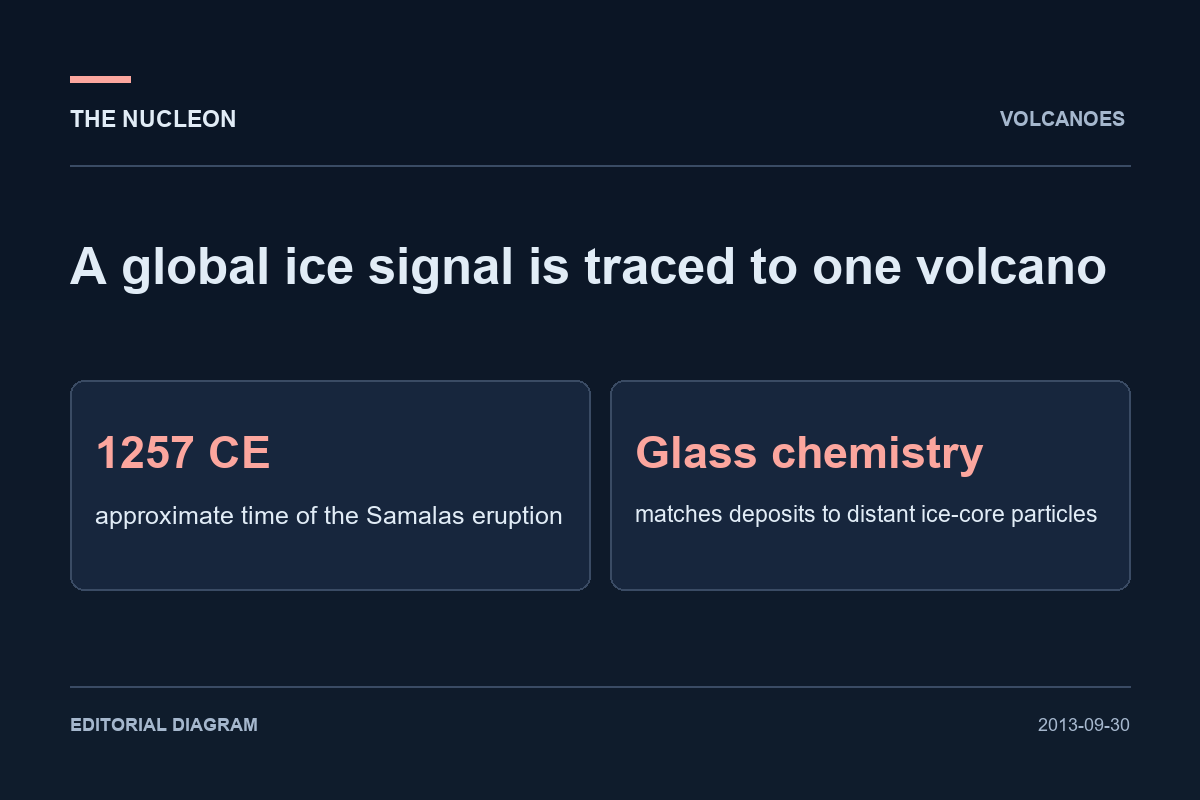 THE NUCLEON
VOLCANOES
A global ice signal is traced to one volcano
1257 CE
approximate time of the Samalas eruption
Glass chemistry
matches deposits to distant ice-core particles
EDITORIAL DIAGRAM
2013-09-30